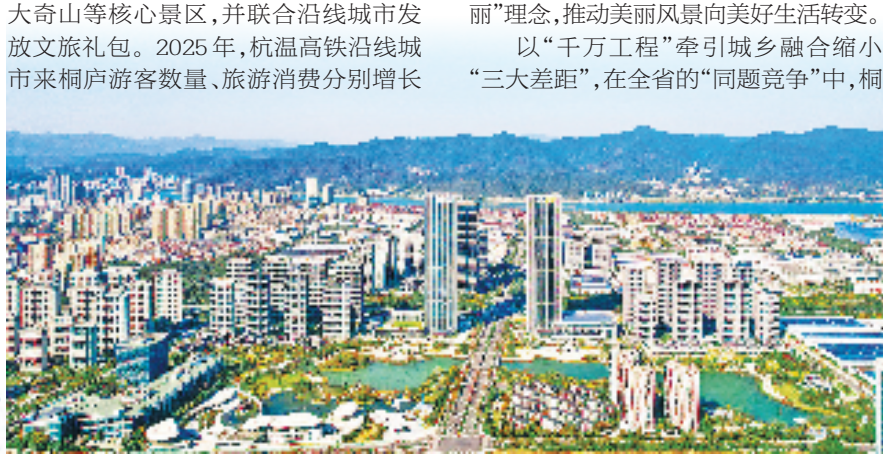 大奇山等核心景区,并联合沿线城市发
放文旅礼包。2025年,杭温高铁沿线城
市来桐庐游客数量、旅游消费分别增长
丽”理念,推动美丽风景向美好生活转变。
以“千万工程”牵引城乡融合缩小
“三大差距”,在全省的“同题竞争”中,桐